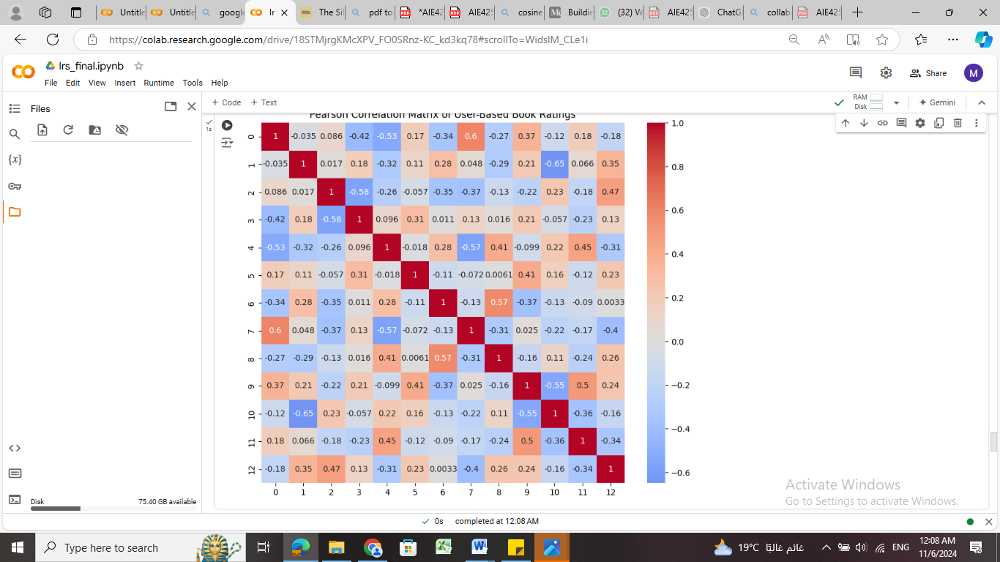 Untitle
Untitle
google
lr
The Sil
pdf to
*AIE42
AIE425
cosine
Buildin
(32) W
AIE425
ChatG
collab
AIE425
https://colab.research.google.com/drive/18STMjrgKMcXPV_FO0SRnz-KC_kd3kq78#scrollTo=WidsIM_CLe1i
CO lrs_final.ipynb
File Edit View Insert Runtime Tools Help
Share M
Files
+ Code + Text
RAM
Disk
Gemini
{x}
1s
Pearson Correlation Matrix of User-Based Book Ratings
0 1 -0.035 0.086 -0.42 -0.53 0.17 -0.34 0.6 -0.27 0.37 -0.12 0.18 -0.18
1 -0.035 1 0.017 0.18 -0.32 0.11 0.28 0.048 -0.29 0.21 -0.65 0.066 0.35
2 0.086 0.017 1 -0.58 -0.26 -0.057 -0.35 -0.37 -0.13 -0.22 0.23 -0.18 0.47
3 -0.42 0.18 -0.58 1 0.096 0.31 0.011 0.13 0.016 0.21 -0.057 -0.23 0.13
4 -0.53 -0.32 -0.26 0.096 1 -0.018 0.28 -0.57 0.41 -0.099 0.22 0.45 -0.31
5 0.17 0.11 -0.057 0.31 -0.018 1 -0.11 -0.072 0.0061 0.41 0.16 -0.12 0.23
6 -0.34 0.28 -0.35 0.011 0.28 -0.11 1 -0.13 0.57 -0.37 -0.13 -0.09 0.0033
7 0.6 0.048 -0.37 0.13 -0.57 -0.072 -0.13 1 -0.31 0.025 -0.22 -0.17 -0.4
8 -0.27 -0.29 -0.13 0.016 0.41 0.0061 0.57 -0.31 1 -0.16 0.11 -0.24 0.26
9 0.37 0.21 -0.22 0.21 -0.099 0.41 -0.37 0.025 -0.16 1 -0.55 0.5 0.24
10 -0.12 -0.65 0.23 -0.057 0.22 0.16 -0.13 -0.22 0.11 -0.55 1 -0.36 -0.16
11 0.18 0.066 -0.18 -0.23 0.45 -0.12 -0.09 -0.17 -0.24 0.5 -0.36 1 -0.34
12 -0.18 0.35 0.47 0.13 -0.31 0.23 0.0033 -0.4 0.26 0.24 -0.16 -0.34 1
0 1 2 3 4 5 6 7 8 9 10 11 12
1.0
0.8
0.6
0.4
0.2
0.0
−0.2
−0.4
−0.6
Activate Windows
Go to Settings to activate Windows.
Disk 75.40 GB available
0s completed at 12:08 AM
Type here to search
19°C غائم غالبًا
ENG
12:08 AM
11/6/2024